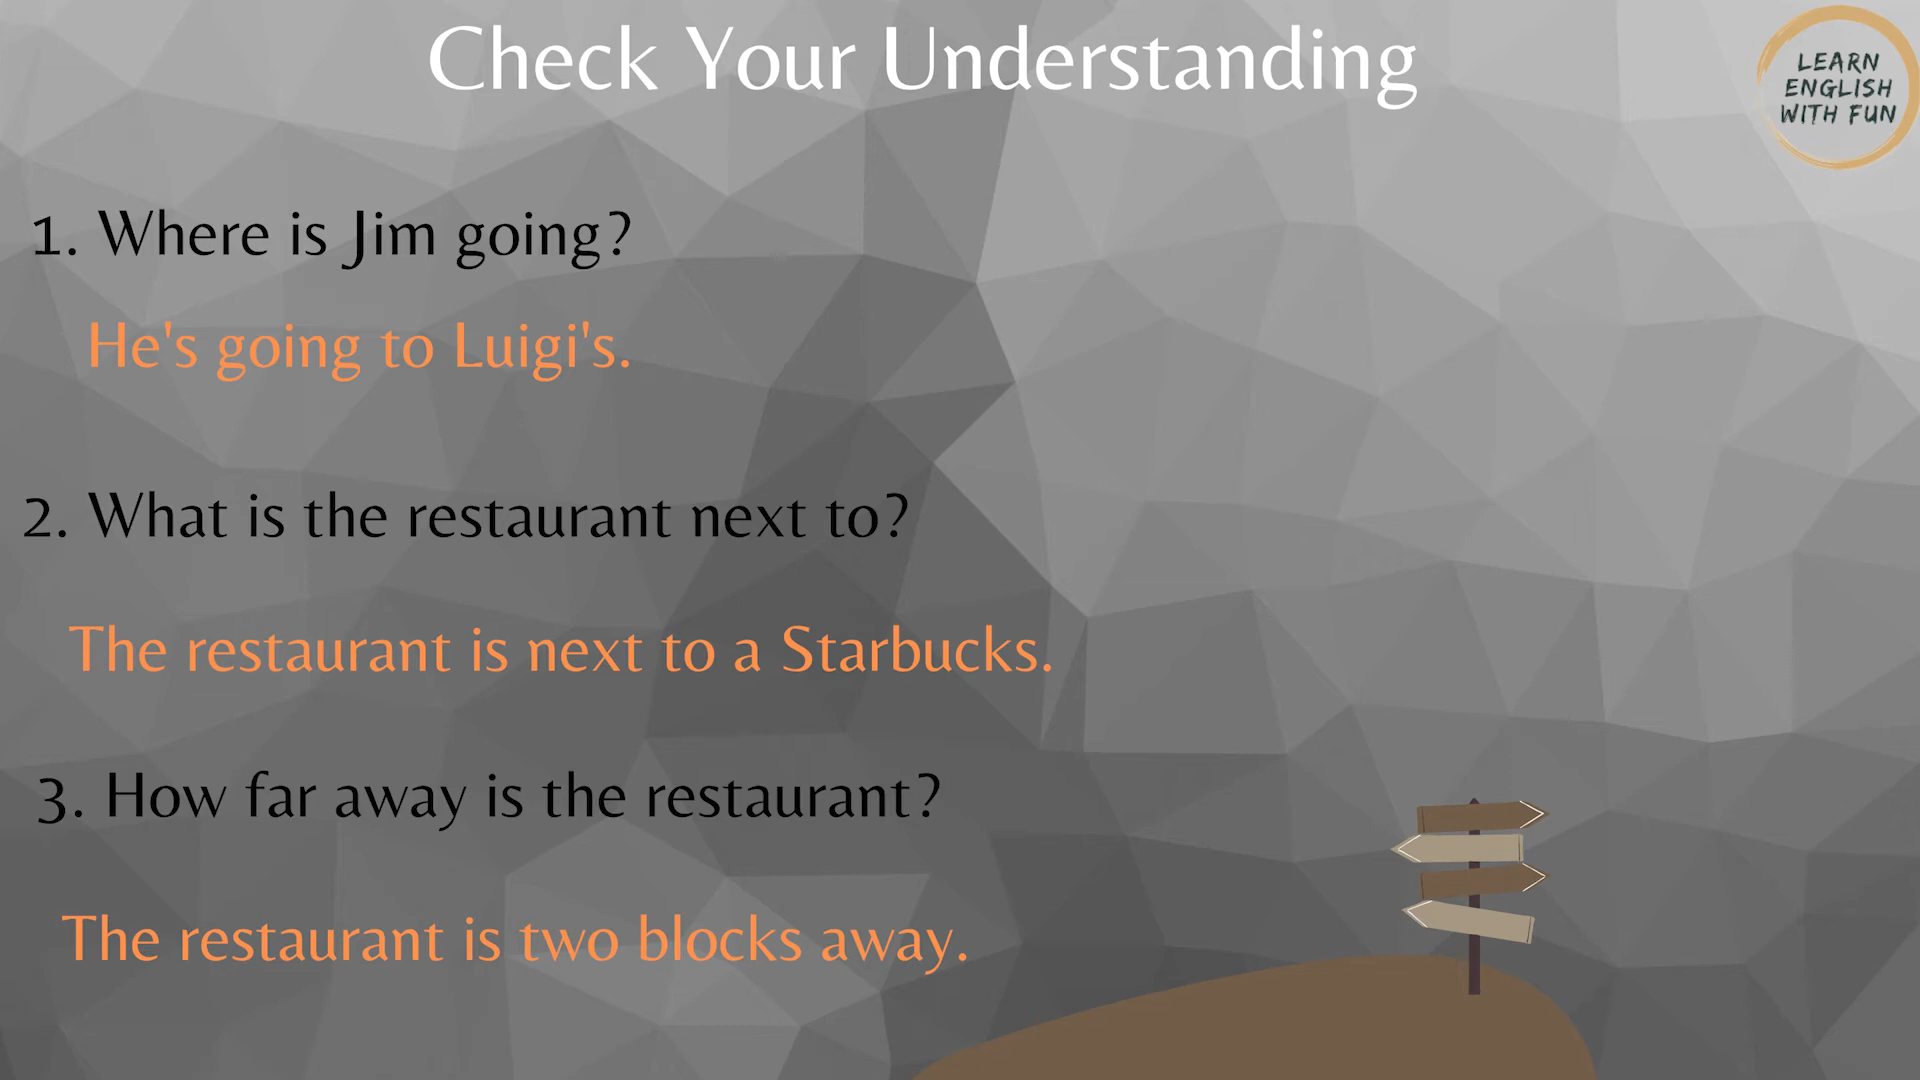 Check Your Understanding
LEARN
ENGLISH
WITH FUN
1. Where is Jim going?
He's going to Luigi's.
2. What is the restaurant next to?
The restaurant is next to a Starbucks.
3. How far away is the restaurant?
The restaurant is two blocks away.